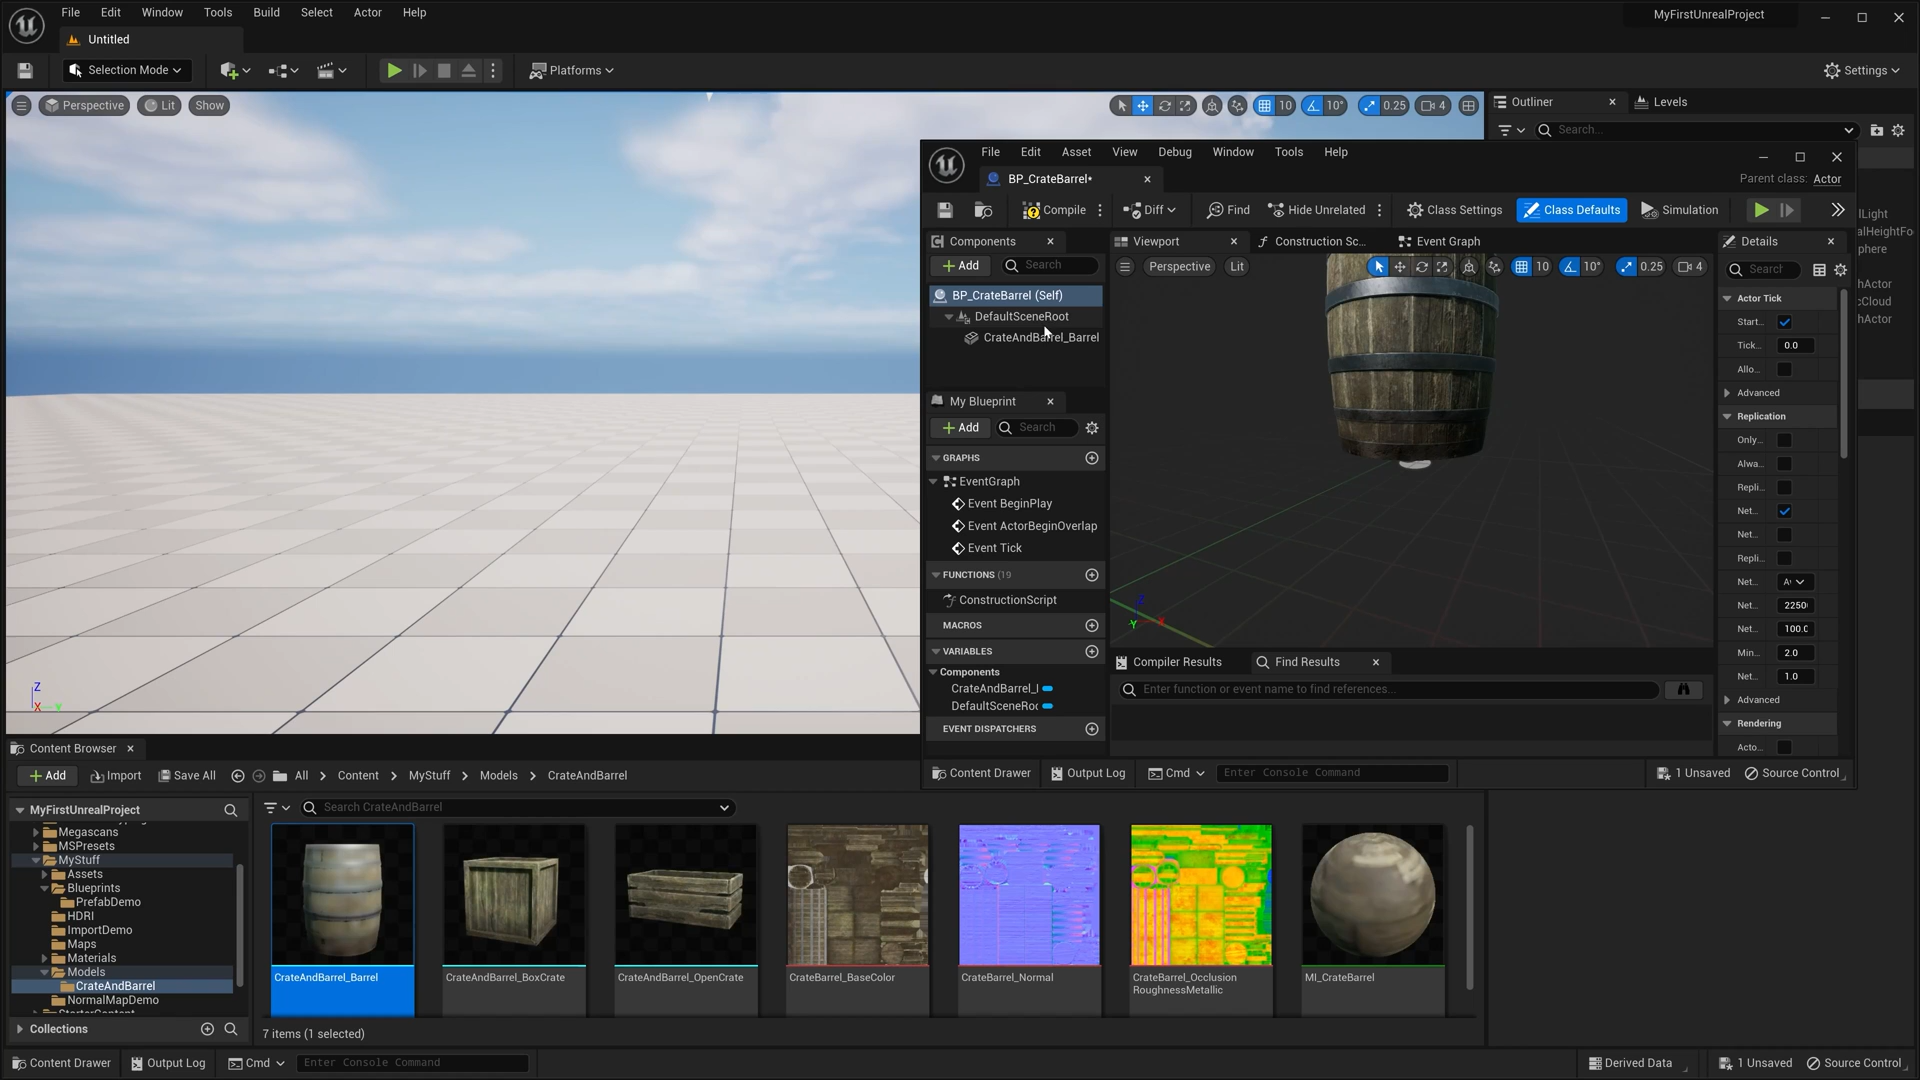 File Edit Window Tools Build Select Actor Help
MyFirstUnrealProject
Untitled
Selection Mode
Platforms
Settings
Perspective Lit Show
10 10° 0.25 4
Outliner
Levels
Search...
File Edit Asset View Debug Window Tools Help
BP_CrateBarrel*
Parent class: Actor
Compile
Diff
Find
Hide Unrelated
Class Settings
Class Defaults
Simulation
Components
Viewport
Construction Sc...
Event Graph
Details
+ Add
Search
Perspective Lit
10 10° 0.25 4
Search
BP_CrateBarrel (Self)
DefaultSceneRoot
CrateAndBarrel_Barrel
Actor Tick
Start...
Tick... 0.0
Allo...
Advanced
Replication
Only...
Alwa...
Repli...
Net...
Net...
Repli...
Net...
Net... 2250
Net... 100.0
Min... 2.0
Net... 1.0
Advanced
Rendering
Acto...
My Blueprint
+ Add
Search
GRAPHS
EventGraph
Event BeginPlay
Event ActorBeginOverlap
Event Tick
FUNCTIONS (19
ConstructionScript
MACROS
VARIABLES
Components
CrateAndBarrel_
DefaultSceneRoo
EVENT DISPATCHERS
Z X Y
Compiler Results
Find Results
Enter function or event name to find references...
Content Drawer
Output Log
Cmd
Enter Console Command
1 Unsaved
Source Control
lLight
alHeightFo
phere
hActor
cCloud
hActor
Z
X Y
Content Browser
+ Add
Import
Save All
All > Content > MyStuff > Models > CrateAndBarrel
MyFirstUnrealProject
Search CrateAndBarrel
Megascans
MSPresets
MyStuff
Assets
Blueprints
PrefabDemo
HDRI
ImportDemo
Maps
Materials
Models
CrateAndBarrel
NormalMapDemo
StarterContent
Collections
CrateAndBarrel_Barrel
CrateAndBarrel_BoxCrate
CrateAndBarrel_OpenCrate
CrateBarrel_BaseColor
CrateBarrel_Normal
CrateBarrel_Occlusion
RoughnessMetallic
MI_CrateBarrel
7 items (1 selected)
Content Drawer
Output Log
Cmd
Enter Console Command
Derived Data
1 Unsaved
Source Control